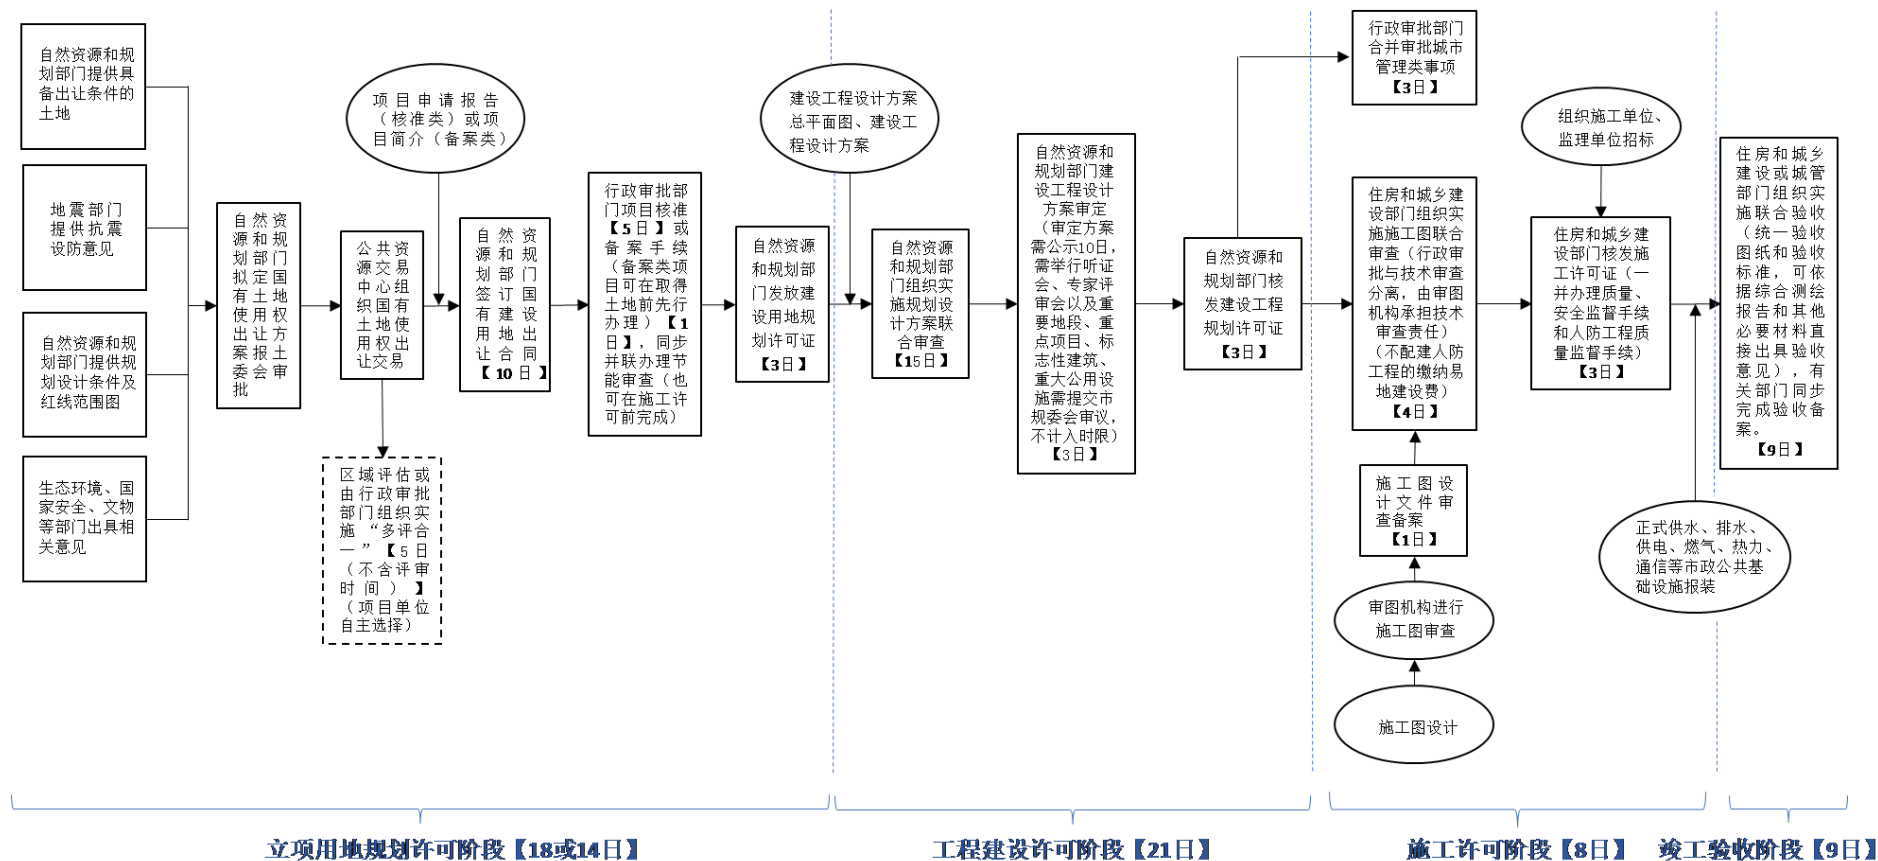 自然资源和规
划部门提供具
备出让条件的
土地
地震部门
提供抗震
设防意见
自然资源和规
划部门提供规
划设计条件及
红线范围图
生态环境、国
家安全、文物
等部门出具相
关意见
自然资
源和规
划部门
拟定国
有土地
使用权
出让方
案报土
委会审
批
公共资
源交易
中心组
织国有
土地使
用权出
让交易
区域评估或
由行政审批
部门组织实
施“多评合
一”【5日
（不含评审
时间）】
（项目单位
自主选择）
项目申请报告
（核准类）或项
目简介（备案类）
自然资
源和规
划部门
签订国
有建设
用地出
让合同
【10日】
行政审批部
门项目核准
【5日】或
备案手续
（备案类项
目可在取得
土地前先行
办理）【1
日】，同步
并联办理节
能审查（也
可在施工许
可前完成）
自然资源
和规划部
门发放建
设用地规
划许可证
【3日】
建设工程设计方案
总平面图、建设工
程设计方案
自然资源
和规划部
门组织实
施规划设
计方案联
合审查
【15日】
自然资源和
规划部门建
设工程设计
方案审定
（审定方案
需公示10日，
需举行听证
会、专家评
审会以及重
要地段、重
点项目、标
志性建筑、
重大公用设
施需提交市
规委会审议，
不计入时限）
【3日】
自然资源和
规划部门核
发建设工程
规划许可证
【3日】
行政审批部门
合并审批城市
管理类事项
【3日】
住房和城乡建
设部门组织实
施施工图联合
审查（行政审
批与技术审查
分离，由审图
机构承担技术
审查责任）
（不配建人防
工程的缴纳易
地建设费）
【4日】
施工图设
计文件审
查备案
【1日】
审图机构进行
施工图审查
施工图设计
组织施工单位、
监理单位招标
住房和城乡建
设部门核发施
工许可证（一
并办理质量、
安全监督手续
和人防工程质
量监督手续）
【3日】
正式供水、排水、
供电、燃气、热力、
通信等市政公共基
础设施报装
住房和城乡
建设或城管
部门组织实
施联合验收
（统一验收
图纸和验收
标准，可依
据综合测绘
报告和其他
必要材料直
接出具验收
意见），有
关部门同步
完成验收备
案。
【9日】
立项用地规划许可阶段【18或14日】
工程建设许可阶段【21日】
施工许可阶段【8日】
竣工验收阶段【9日】